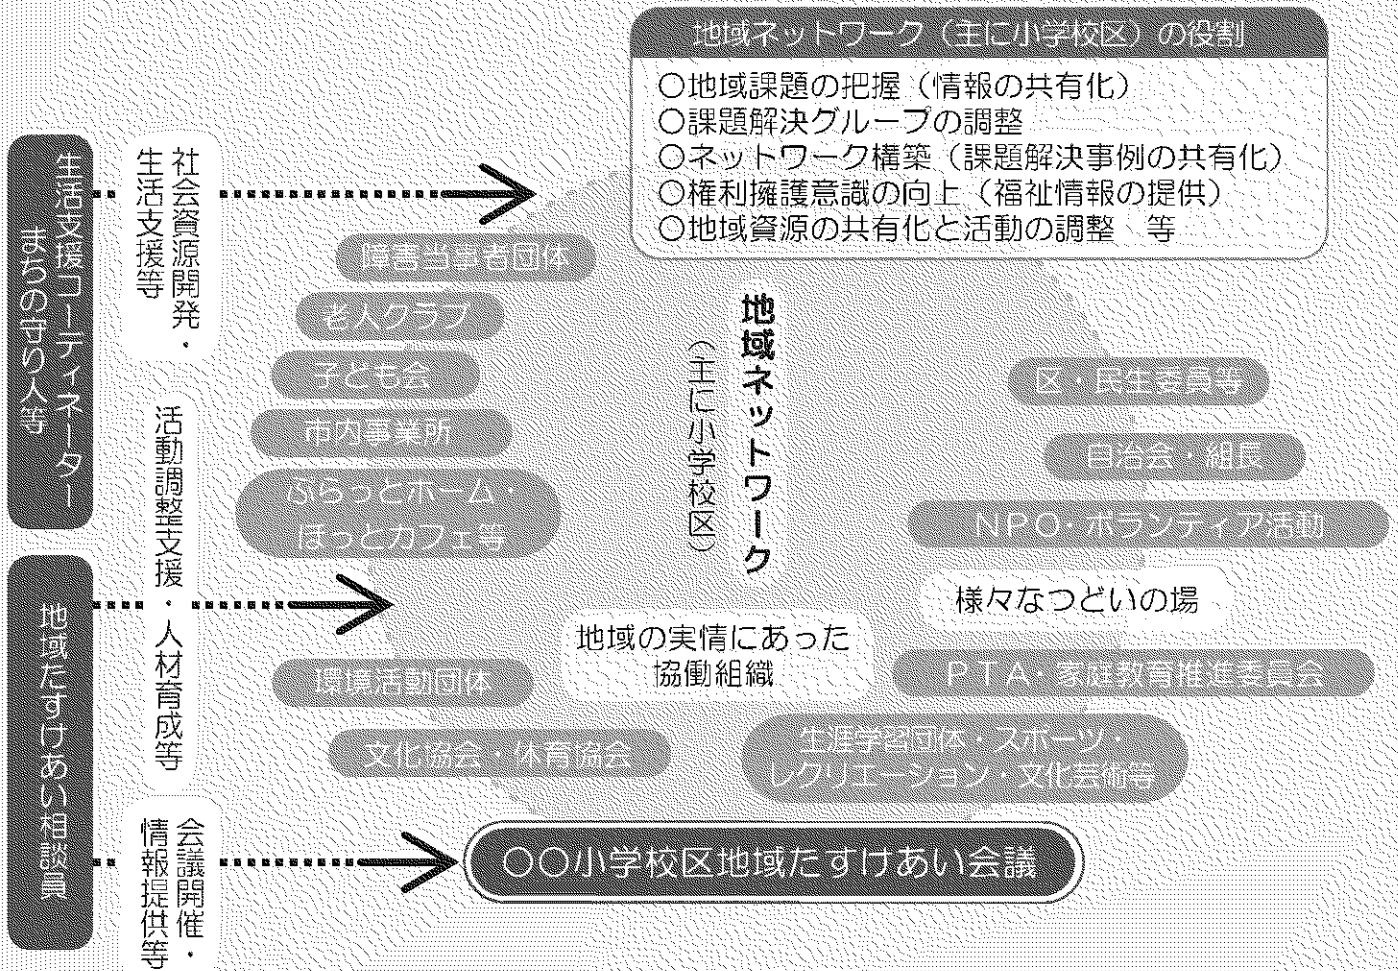 地域ネットワーク（主に小学校区）の役割
〇地域課題の把握（情報の共有化）
〇課題解決グループの調整
〇ネットワーク構築（課題解決事例の共有化）
〇権利擁護意識の向上（福祉情報の提供）
〇地域資源の共有化と活動の調整　等
生活支援コーディネーター
まちの守り人等
社会資源開発・
生活支援等
活動調整支援・人材育成等
地域たすけあい相談員
会議開催・
情報提供等
障害当事者団体
老人クラブ
子ども会
市内事業所
ぷらっとホーム・
ほっとカフェ等
環境活動団体
文化協会・体育協会
地域ネットワーク
（主に小学校区）
地域の実情にあった
協働組織
区・民生委員等
自治会・組長
NPO・ボランティア活動
様々なつどいの場
PTA・家庭教育推進委員会
生涯学習団体・スポーツ・
レクリエーション・文化芸術等
〇〇小学校区地域たすけあい会議